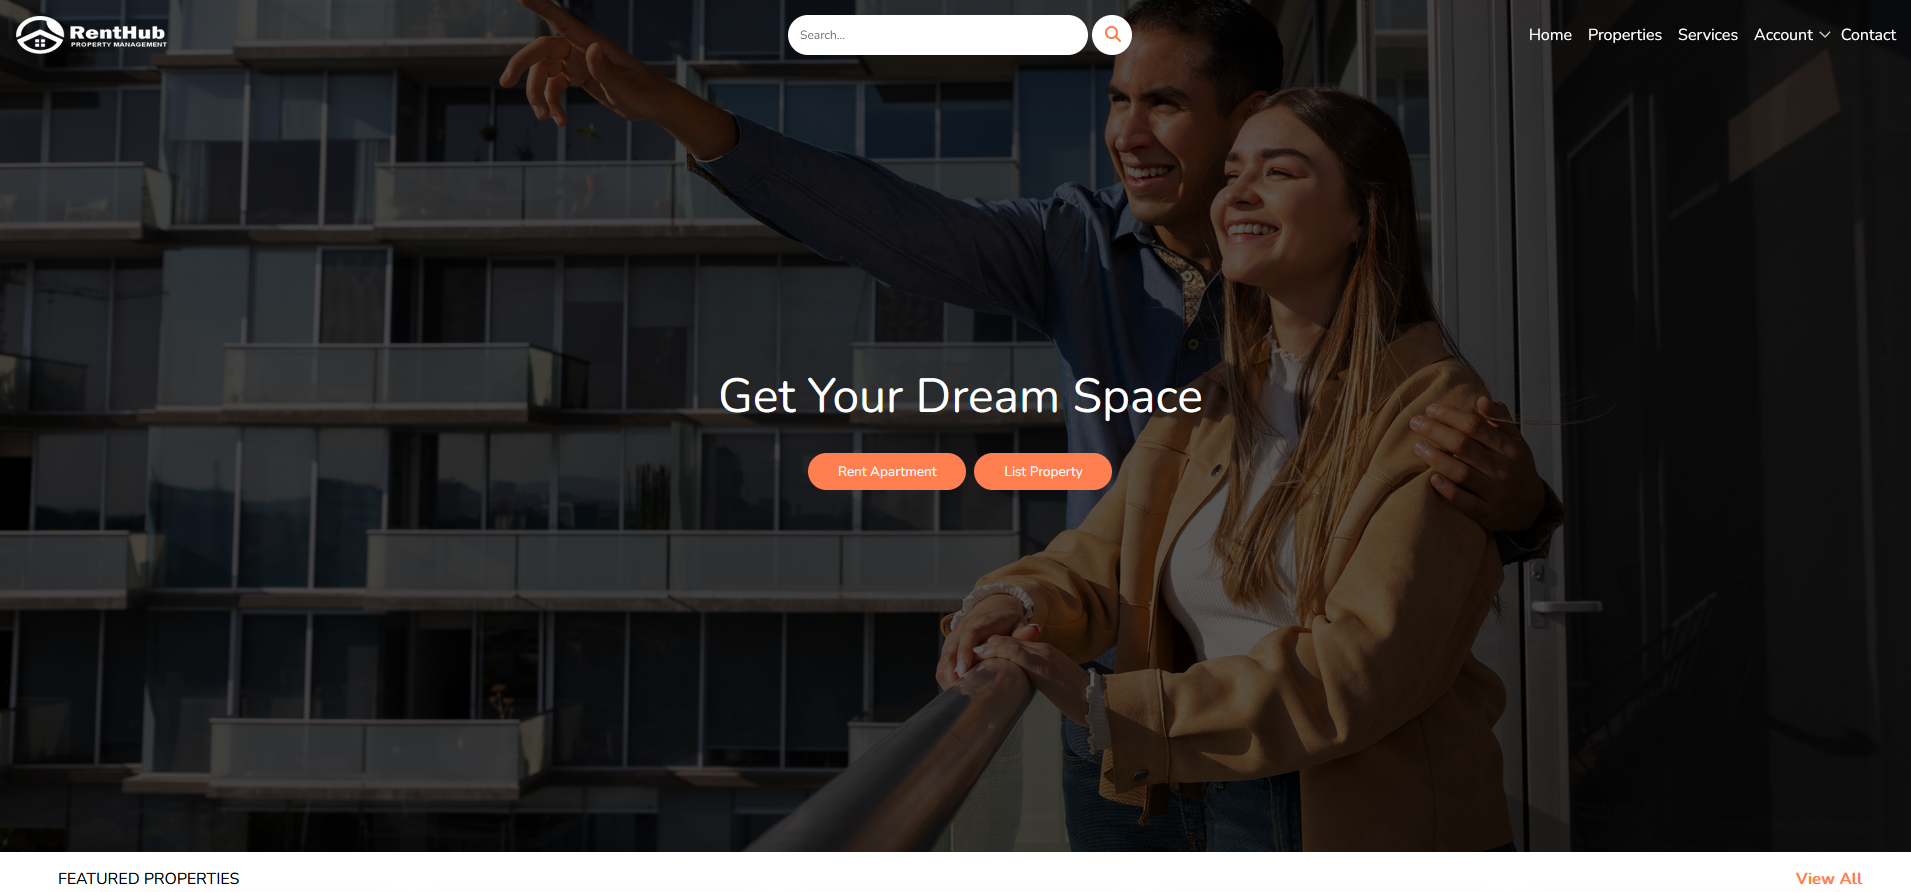 RentHub
PROPERTY MANAGEMENT
Search...
Home Properties Services Account Contact
Get Your Dream Space
Rent Apartment List Property
FEATURED PROPERTIES View All